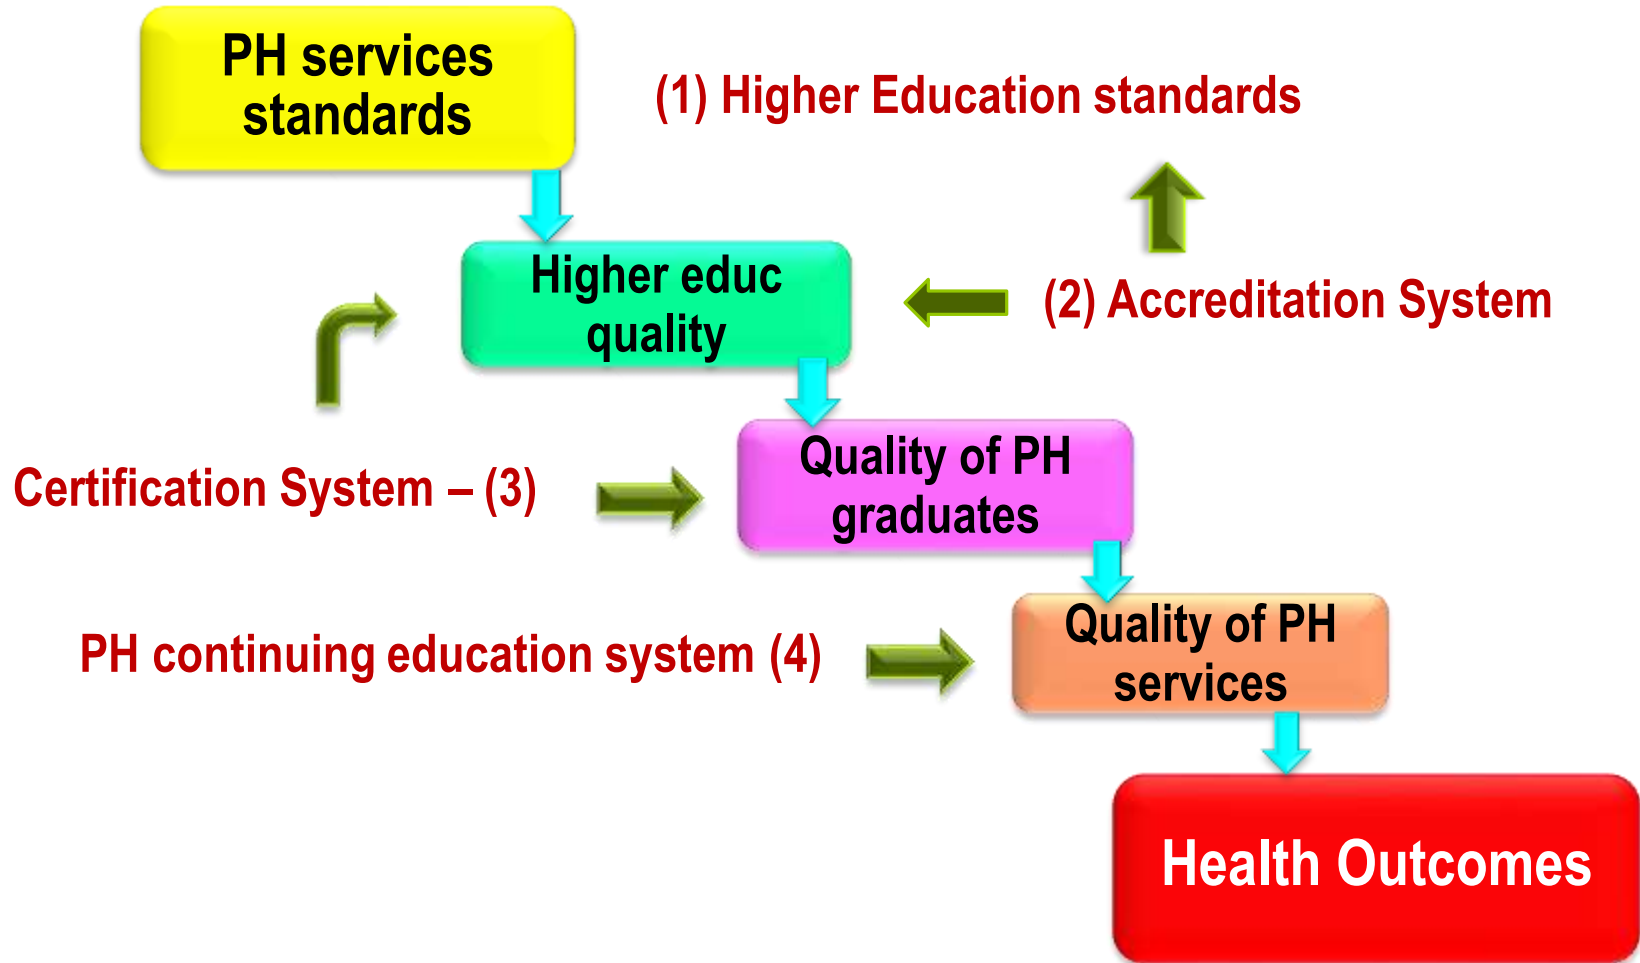 PH services
standards
(1) Higher Education standards
Higher educ
quality
(2) Accreditation System
Quality of PH
graduates
Certification System – (3)
Quality of PH
services
PH continuing education system (4)
Health Outcomes